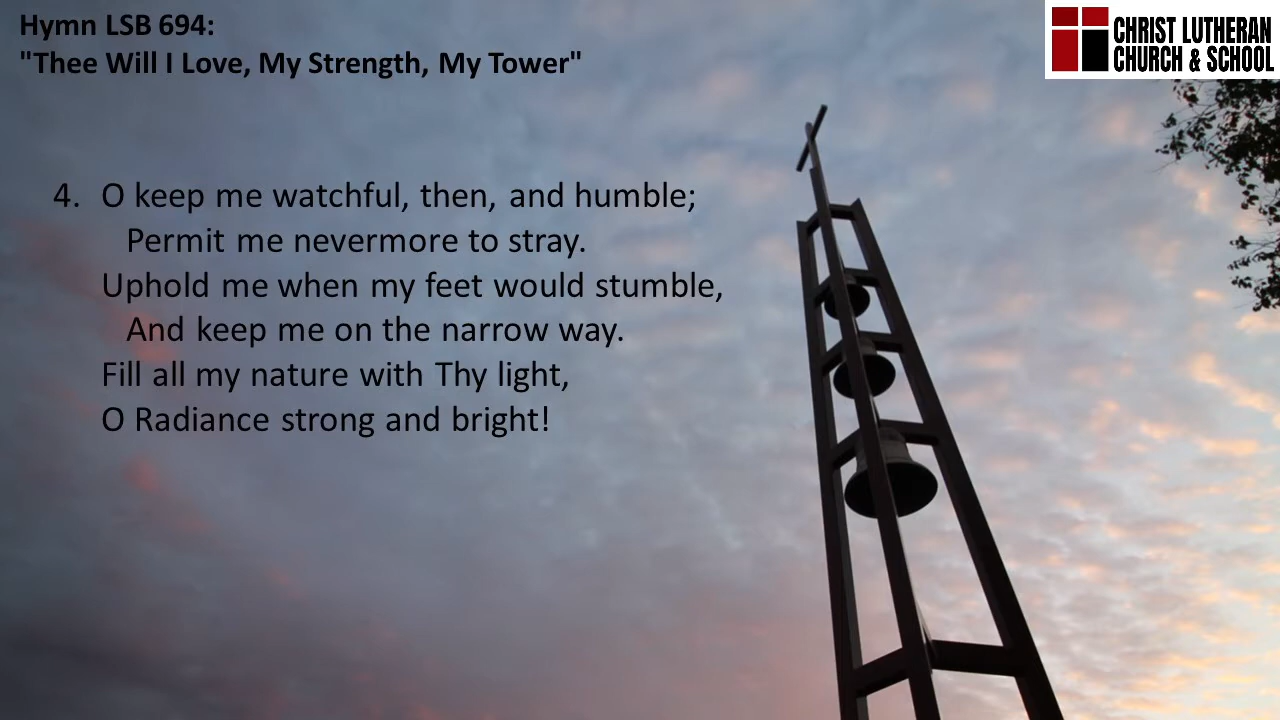 Hymn LSB 694:
"Thee Will I Love, My Strength, My Tower"
CHRIST LUTHERAN
CHURCH & SCHOOL
4. O keep me watchful, then, and humble;
Permit me nevermore to stray.
Uphold me when my feet would stumble,
And keep me on the narrow way.
Fill all my nature with Thy light,
O Radiance strong and bright!